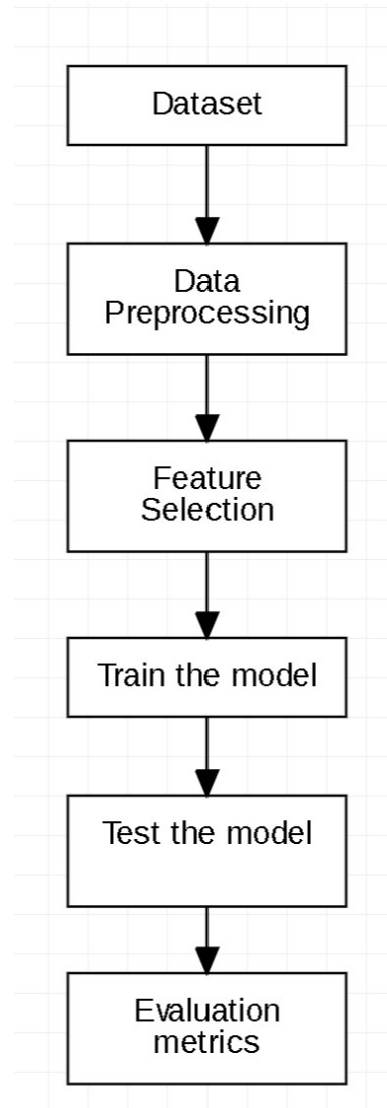 Dataset
Data
Preprocessing
Feature
Selection
Train the model
Test the model
Evaluation
metrics